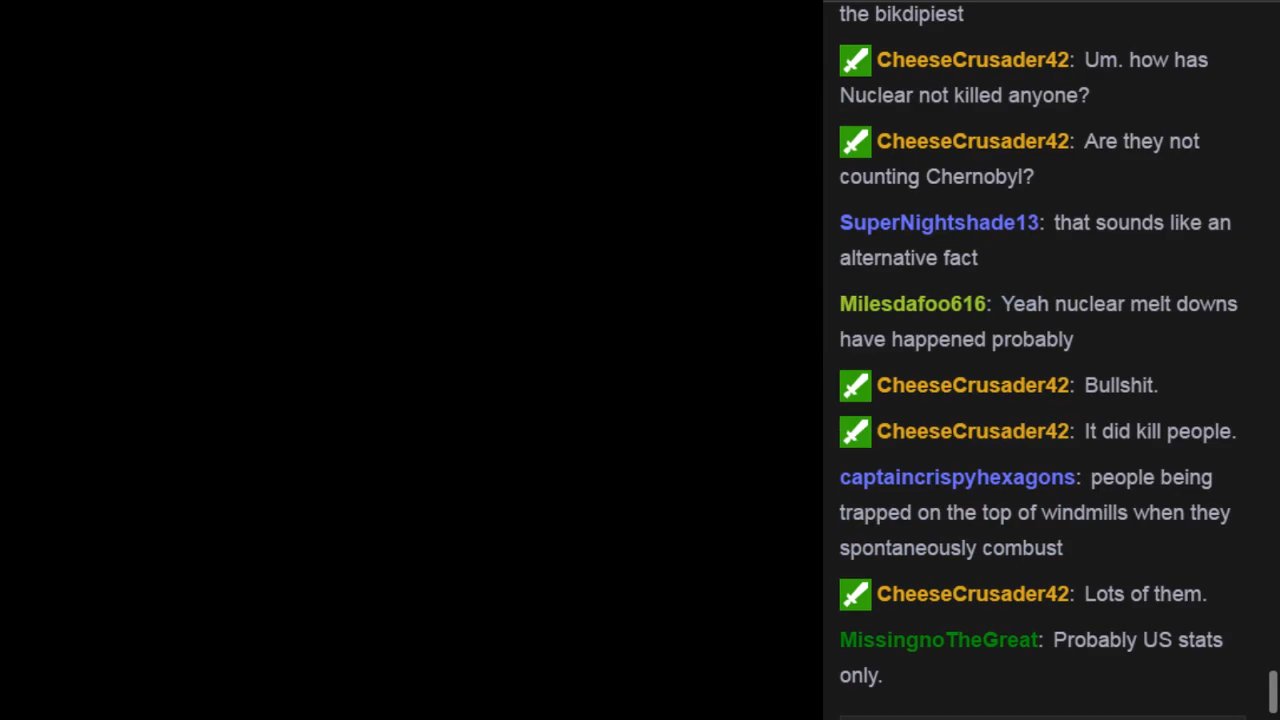 the bikdipiest
CheeseCrusader42: Um. how has
Nuclear not killed anyone?
CheeseCrusader42: Are they not
counting Chernobyl?
SuperNightshade13: that sounds like an
alternative fact
Milesdafoo616: Yeah nuclear melt downs
have happened probably
CheeseCrusader42: Bullshit.
CheeseCrusader42: It did kill people.
captaincrispyhexagons: people being
trapped on the top of windmills when they
spontaneously combust
CheeseCrusader42: Lots of them.
MissingnoTheGreat: Probably US stats
only.